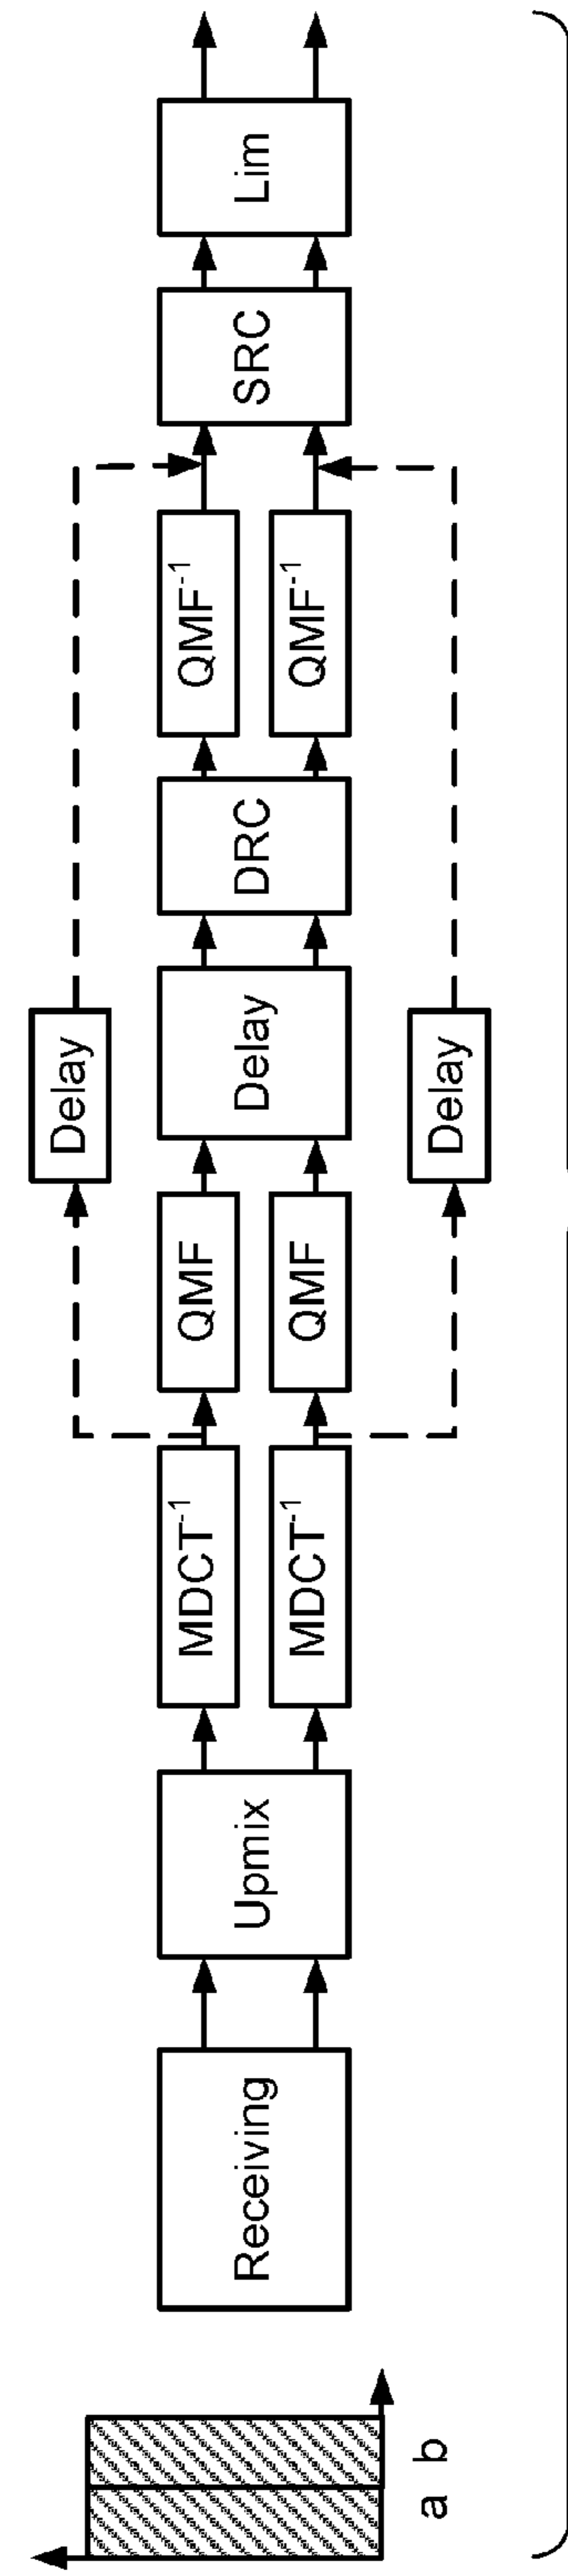 a b
Receiving
Upmix
MDCT⁻¹
MDCT⁻¹
QMF
QMF
Delay
Delay
Delay
DRC
QMF⁻¹
QMF⁻¹
SRC
Lim